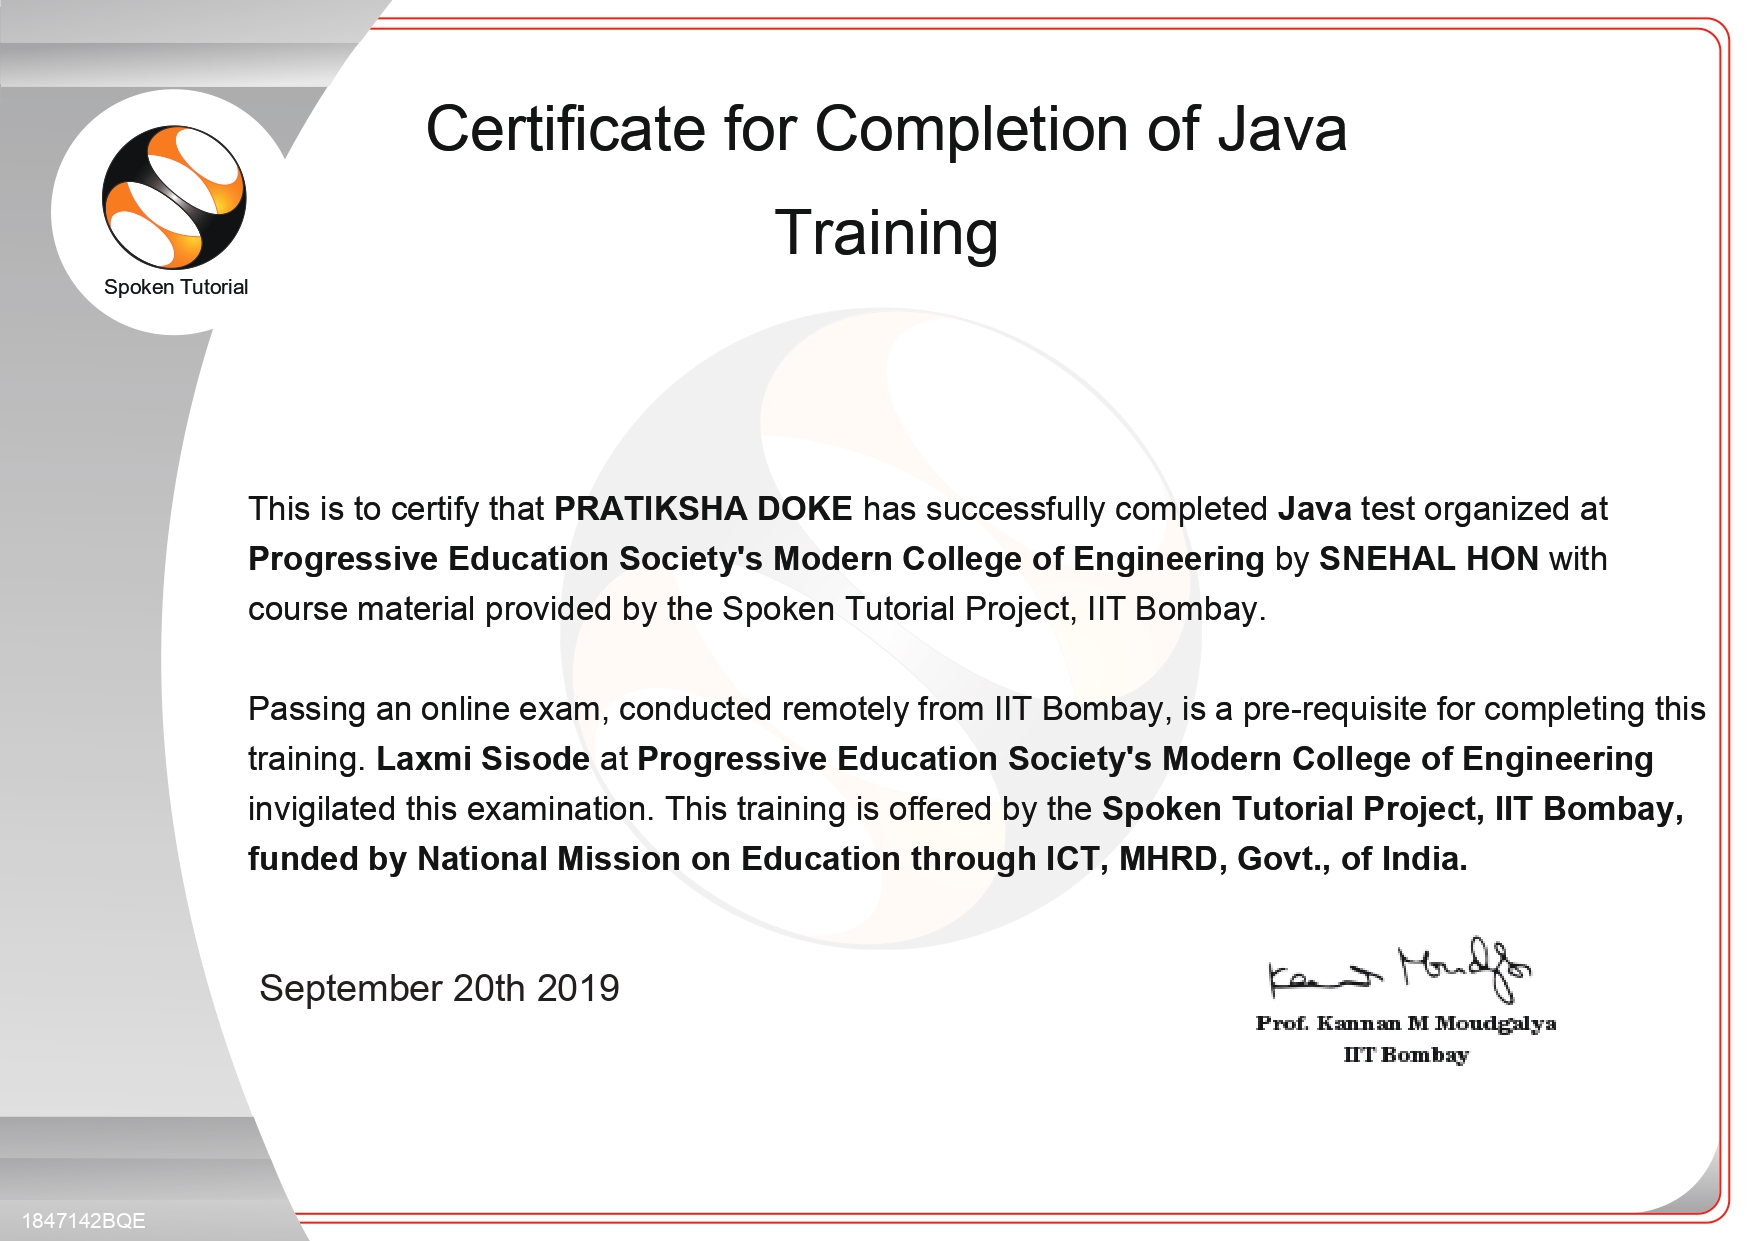 Certificate for Completion of Java
Training
Spoken Tutorial
This is to certify that PRATIKSHA DOKE has successfully completed Java test organized at
Progressive Education Society's Modern College of Engineering by SNEHAL HON with
course material provided by the Spoken Tutorial Project, IIT Bombay.
Passing an online exam, conducted remotely from IIT Bombay, is a pre-requisite for completing this
training. Laxmi Sisode at Progressive Education Society's Modern College of Engineering
invigilated this examination. This training is offered by the Spoken Tutorial Project, IIT Bombay,
funded by National Mission on Education through ICT, MHRD, Govt., of India.
September 20th 2019
Kannan Moudgalya
Prof. Kannan M Moudgalya
IIT Bombay
1847142BQE